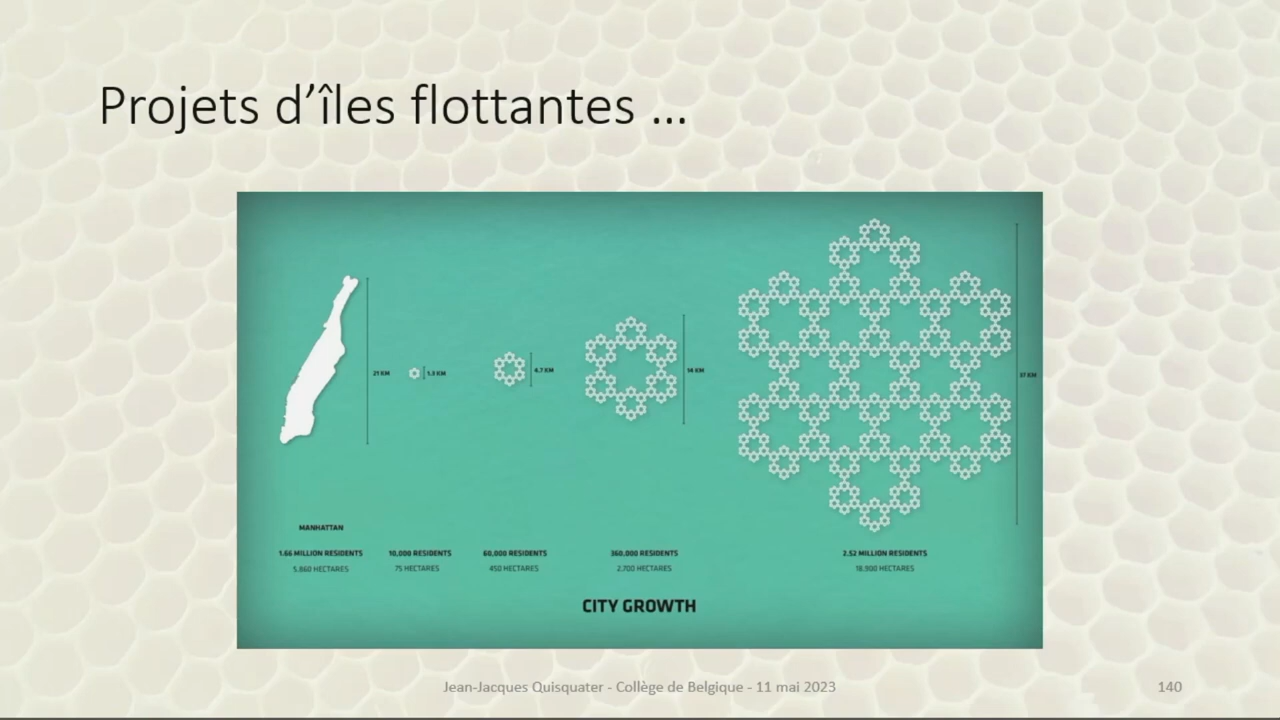 Projets d’îles flottantes ...
21 KM
1.3 KM
4.7 KM
14 KM
37 KM
MANHATTAN
1.66 MILLION RESIDENTS
5.860 HECTARES
10,000 RESIDENTS
75 HECTARES
60,000 RESIDENTS
450 HECTARES
360,000 RESIDENTS
2,700 HECTARES
2.52 MILLION RESIDENTS
18,900 HECTARES
CITY GROWTH
Jean-Jacques Quisquater - Collège de Belgique - 11 mai 2023
140